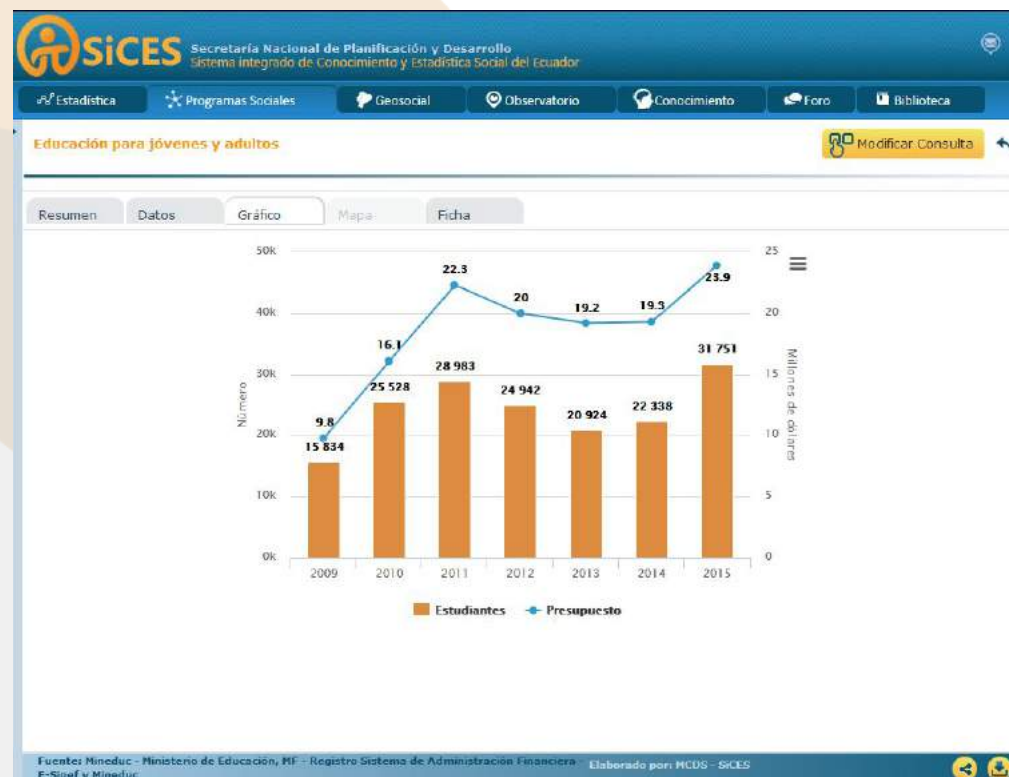 SiCES
Secretaría Nacional de Planificación y Desarrollo
Sistema integrado de Conocimiento y Estadística Social del Ecuador
Estadística Programas Sociales Geosocial Observatorio Conocimiento Foro Biblioteca
Educación para jóvenes y adultos
Modificar Consulta
Resumen Datos Gráfico Mapa Ficha
50k 25
22.3 23.9
40k 20 19.2 19.3 20
16.1 31 751
30k 28 983 15
25 528 24 942
9.8 20 924 22 338
20k 10
15 834
10k 5
0k 0
Número
Millones de dólares
2009 2010 2011 2012 2013 2014 2015
Estudiantes Presupuesto
Fuente: Mineduc - Ministerio de Educación, MF - Registro Sistema de Administración Financiera -
E-Sigef y Mineduc
Elaborado por: MCDS - SiCES